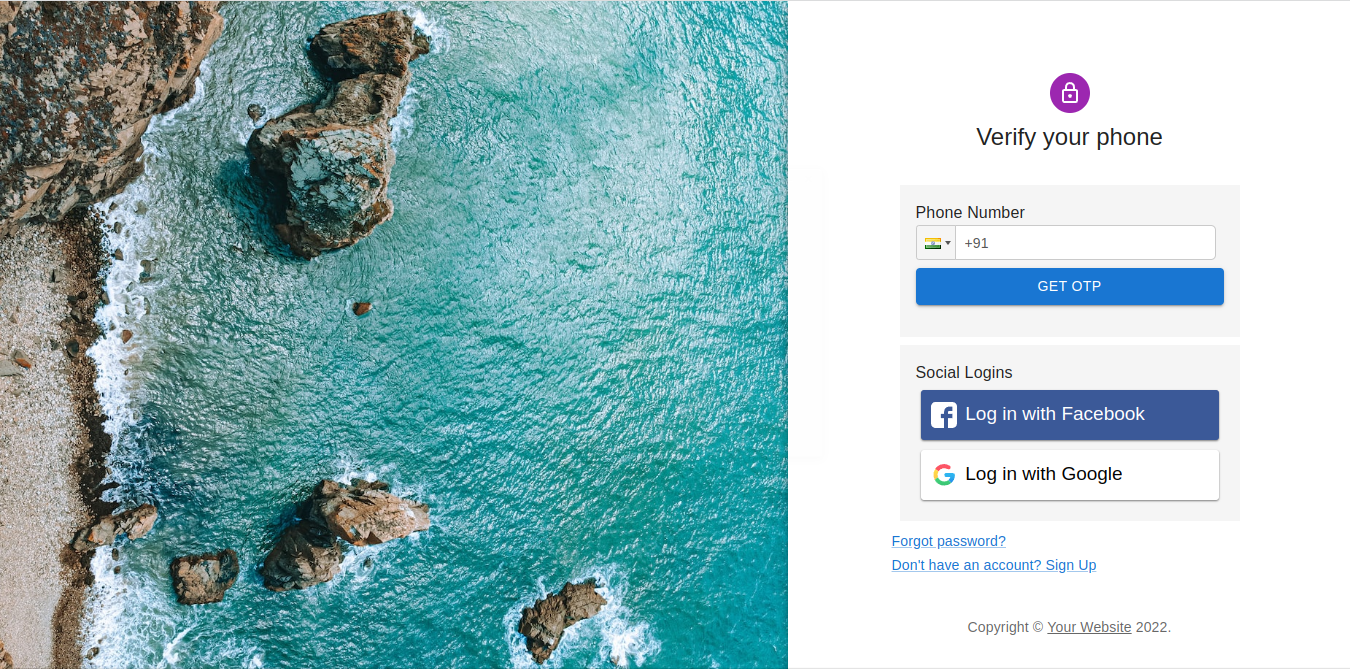 Verify your phone
Phone Number
+91
GET OTP
Social Logins
Log in with Facebook
Log in with Google
Forgot password?
Don't have an account? Sign Up
Copyright © Your Website 2022.